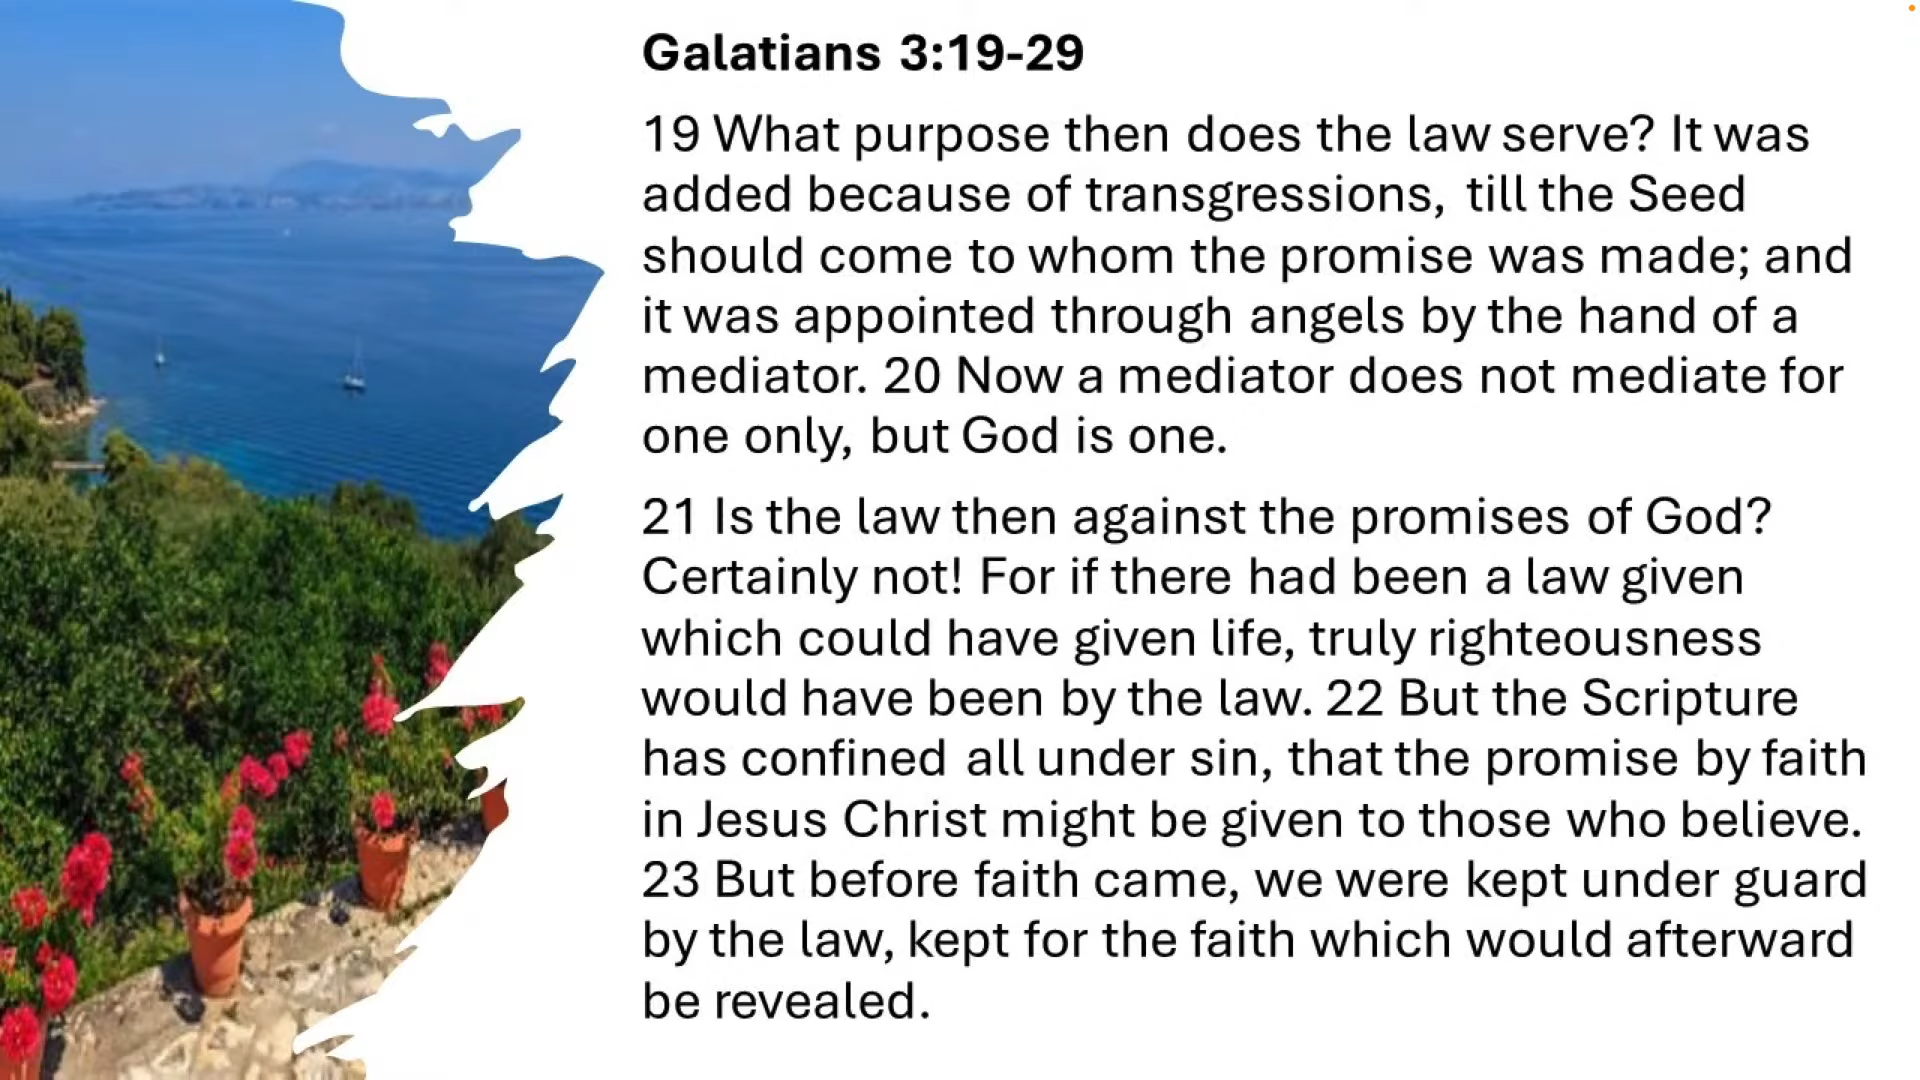 Galatians 3:19-29
19 What purpose then does the law serve? It was
added because of transgressions, till the Seed
should come to whom the promise was made; and
it was appointed through angels by the hand of a
mediator. 20 Now a mediator does not mediate for
one only, but God is one.
21 Is the law then against the promises of God?
Certainly not! For if there had been a law given
which could have given life, truly righteousness
would have been by the law. 22 But the Scripture
has confined all under sin, that the promise by faith
in Jesus Christ might be given to those who believe.
23 But before faith came, we were kept under guard
by the law, kept for the faith which would afterward
be revealed.